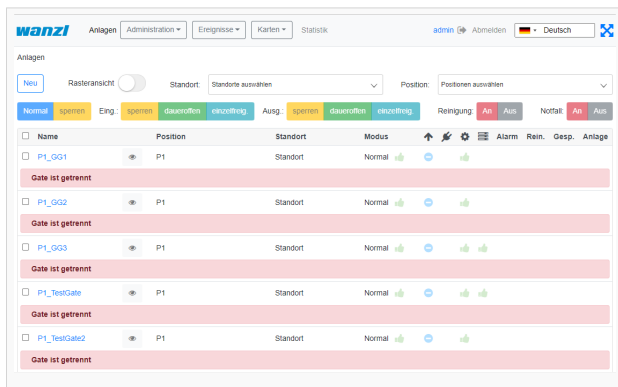 wanzl Anlagen Administration Ereignisse Karten Statistik admin Abmelden Deutsch
Anlagen
Neu Rasteransicht Standort: Standorte auswählen Position: Positionen auswählen
Normal sperren Eing.: sperren daueroffen einzelfreig. Ausg.: sperren daueroffen einzelfreig. Reinigung: An Aus Notfall: An Aus
Name Position Standort Modus Alarm Rein. Gesp. Anlage
P1_GG1 P1 Standort Normal
Gate ist getrennt
P1_GG2 P1 Standort Normal
Gate ist getrennt
P1_GG3 P1 Standort Normal
Gate ist getrennt
P1_TestGate P1 Standort Normal
Gate ist getrennt
P1_TestGate2 P1 Standort Normal
Gate ist getrennt